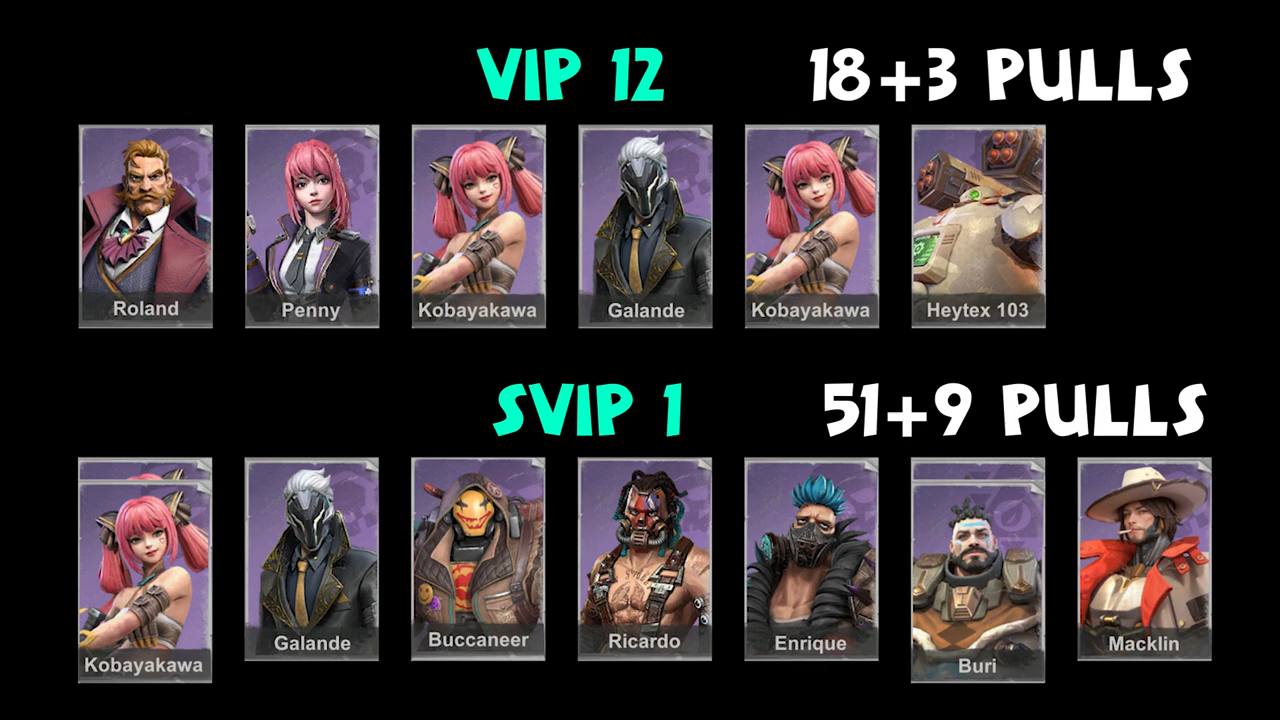 VIP 12 18+3 PULLS
Roland Penny Kobayakawa Galande Kobayakawa Heytex 103
SVIP 1 51+9 PULLS
Kobayakawa Galande Buccaneer Ricardo Enrique Buri Macklin